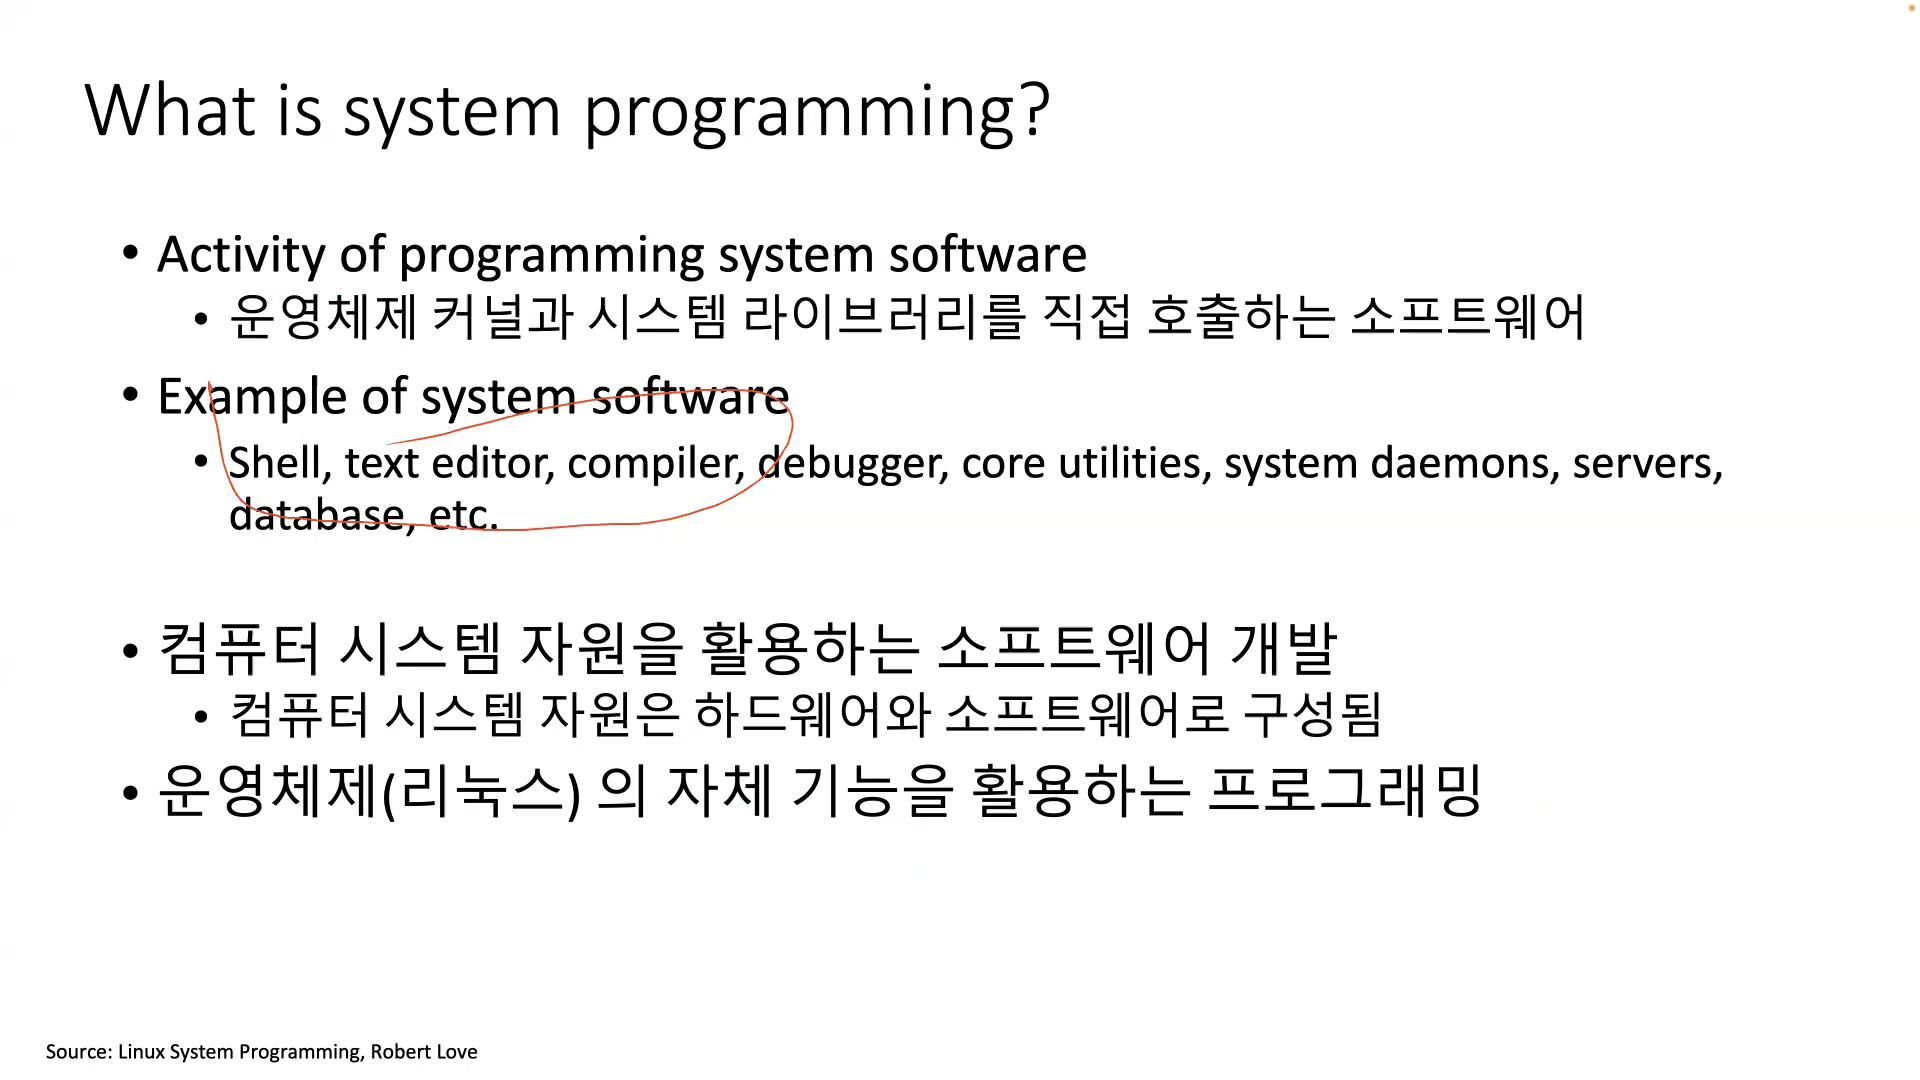 What is system programming?
• Activity of programming system software
• 운영체제 커널과 시스템 라이브러리를 직접 호출하는 소프트웨어
• Example of system software
• Shell, text editor, compiler, debugger, core utilities, system daemons, servers,
database, etc.
• 컴퓨터 시스템 자원을 활용하는 소프트웨어 개발
• 컴퓨터 시스템 자원은 하드웨어와 소프트웨어로 구성됨
• 운영체제(리눅스) 의 자체 기능을 활용하는 프로그래밍
Source: Linux System Programming, Robert Love